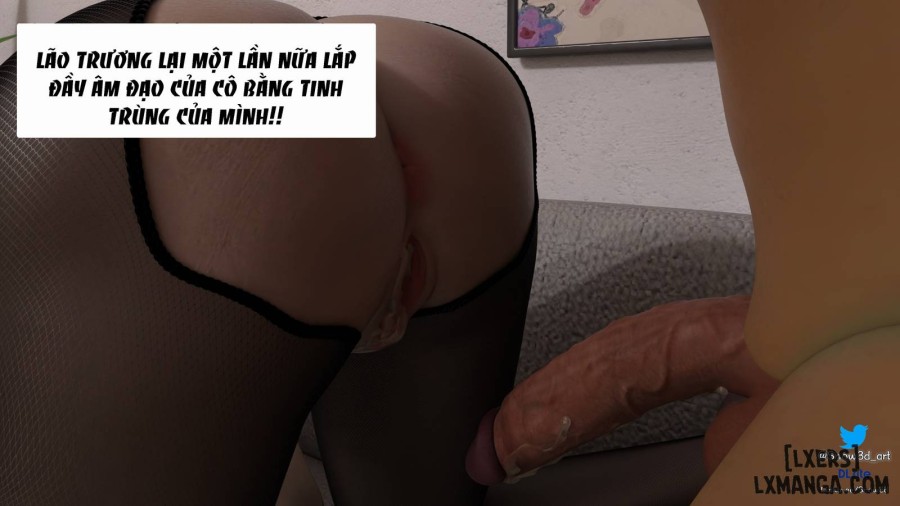 LÃO TRƯƠNG LẠI MỘT LẦN NỮA LẮP
ĐẦY ÂM ĐẠO CỦA CÔ BẰNG TINH
TRÙNG CỦA MÌNH!!
[LXERS]
LXMANGA.COM